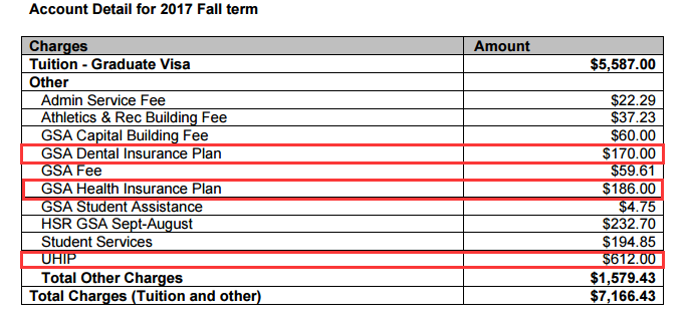 Account Detail for 2017 Fall term
Charges Amount
Tuition - Graduate Visa $5,587.00
Other
Admin Service Fee $22.29
Athletics & Rec Building Fee $37.23
GSA Capital Building Fee $60.00
GSA Dental Insurance Plan $170.00
GSA Fee $59.61
GSA Health Insurance Plan $186.00
GSA Student Assistance $4.75
HSR GSA Sept-August $232.70
Student Services $194.85
UHIP $612.00
Total Other Charges $1,579.43
Total Charges (Tuition and other) $7,166.43